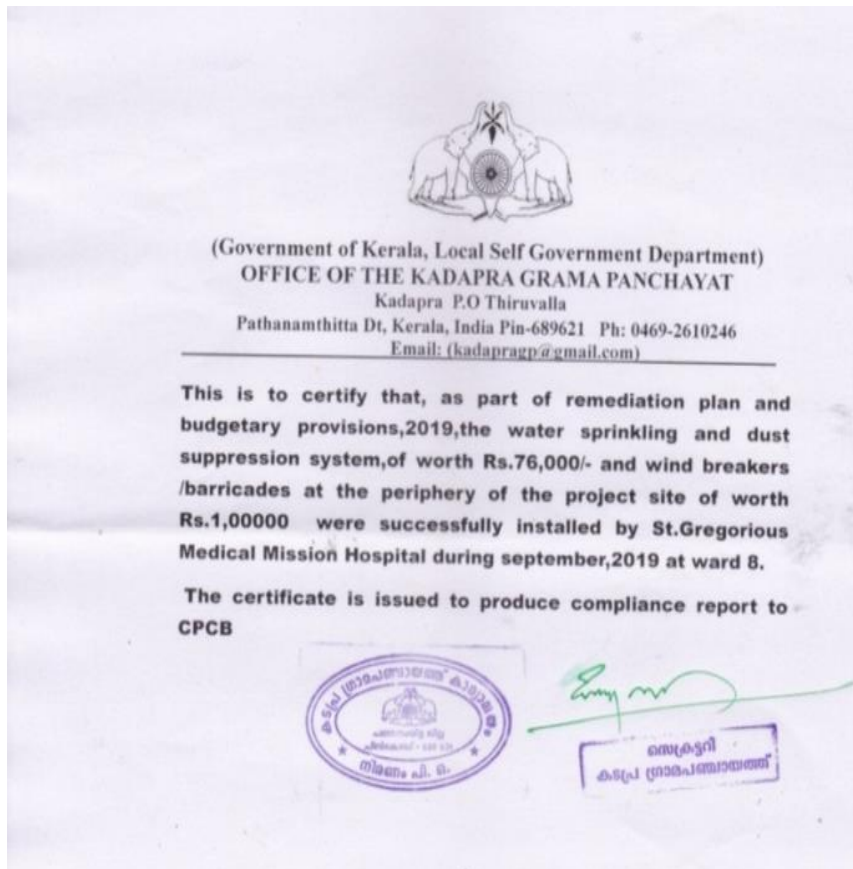 (Government of Kerala, Local Self Government Department)
OFFICE OF THE KADAPRA GRAMA PANCHAYAT
Kadapra P.O Thiruvalla
Pathanamthitta Dt, Kerala, India Pin-689621 Ph: 0469-2610246
Email: (kadapragp@gmail.com)
This is to certify that, as part of remediation plan and
budgetary provisions,2019,the water sprinkling and dust
suppression system,of worth Rs.76,000/- and wind breakers
/barricades at the periphery of the project site of worth
Rs.1,00000 were successfully installed by St.Gregorious
Medical Mission Hospital during september,2019 at ward 8.
The certificate is issued to produce compliance report to
CPCB
കടപ്ര ഗ്രാമപഞ്ചായത്ത് കാര്യാലയം
നിരണം പി. ഒ.
സെക്രട്ടറി
കടപ്ര ഗ്രാമപഞ്ചായത്ത്